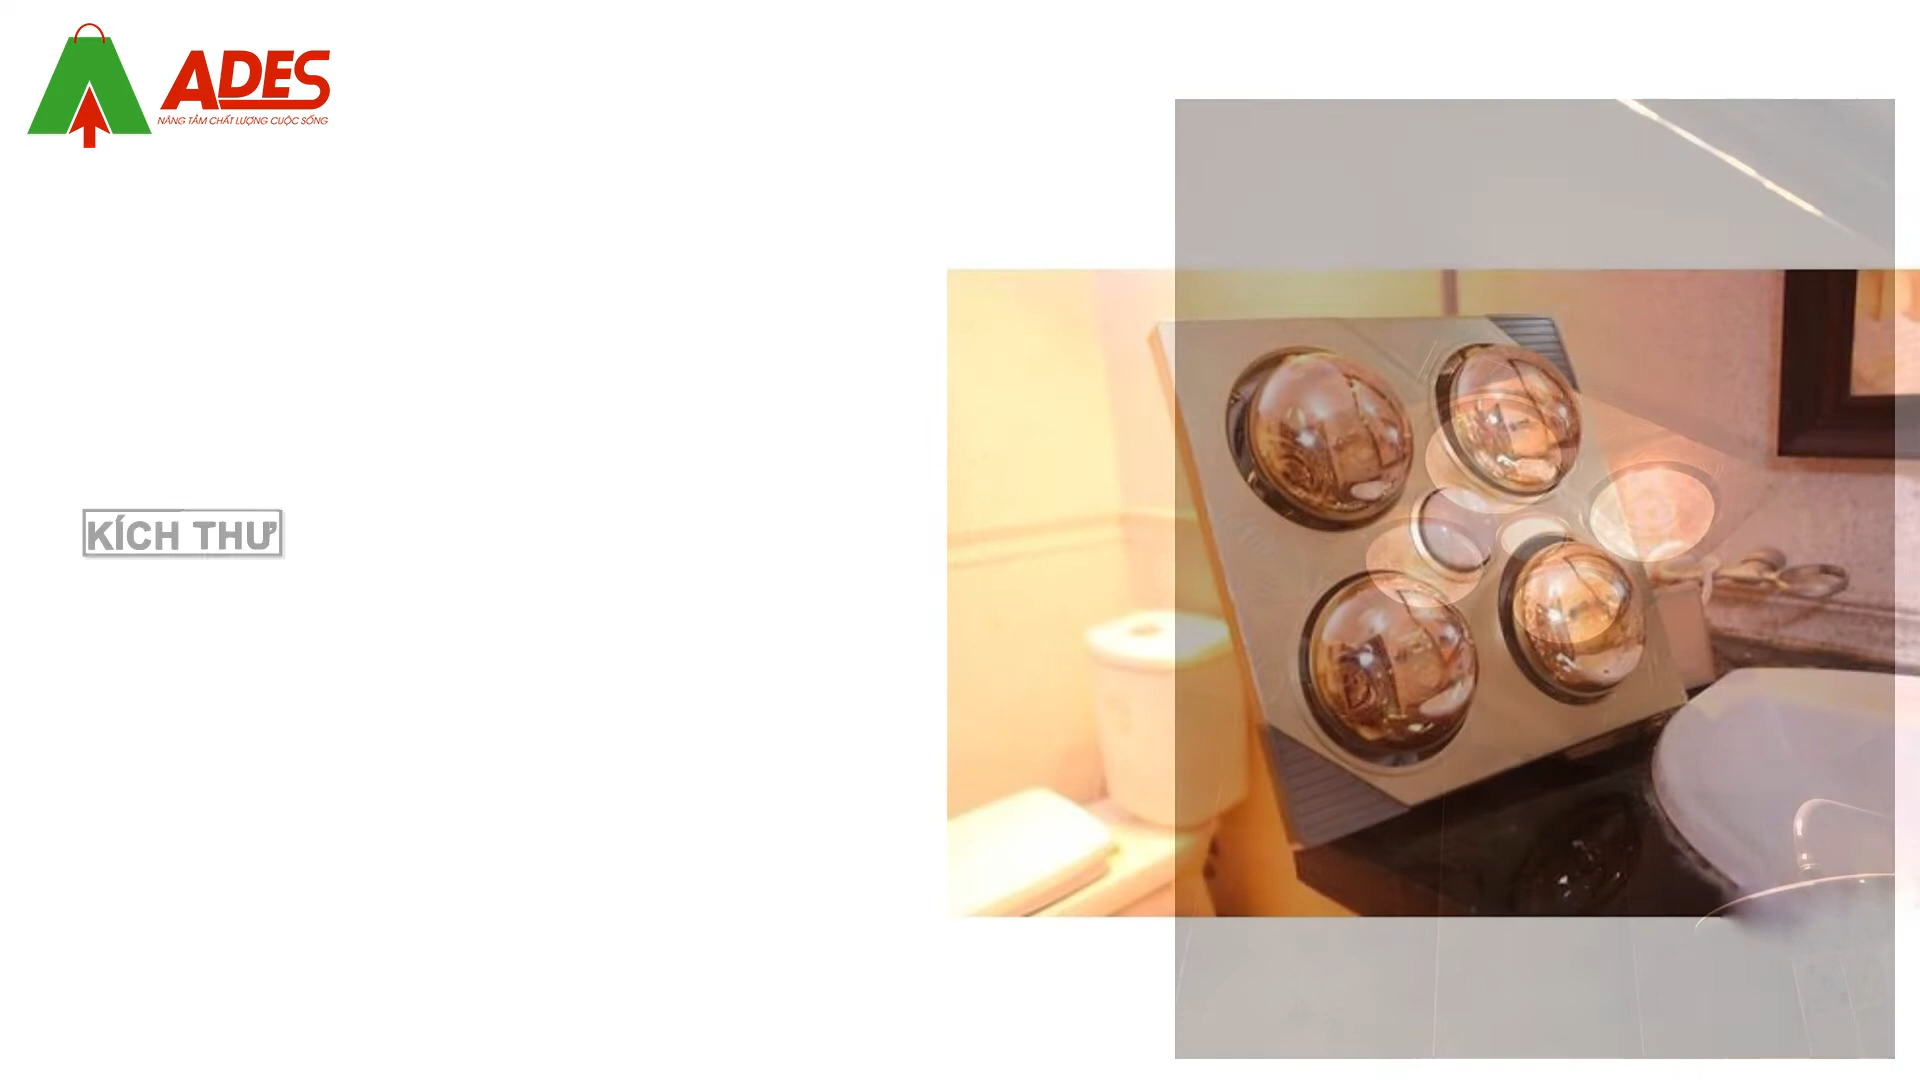 ADES
NÂNG TẦM CHẤT LƯỢNG CUỘC SỐNG
KÍCH THƯ